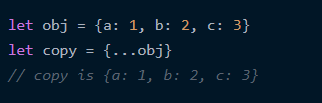 let obj = {a: 1, b: 2, c: 3}
let copy = {...obj}
// copy is {a: 1, b: 2, c: 3}